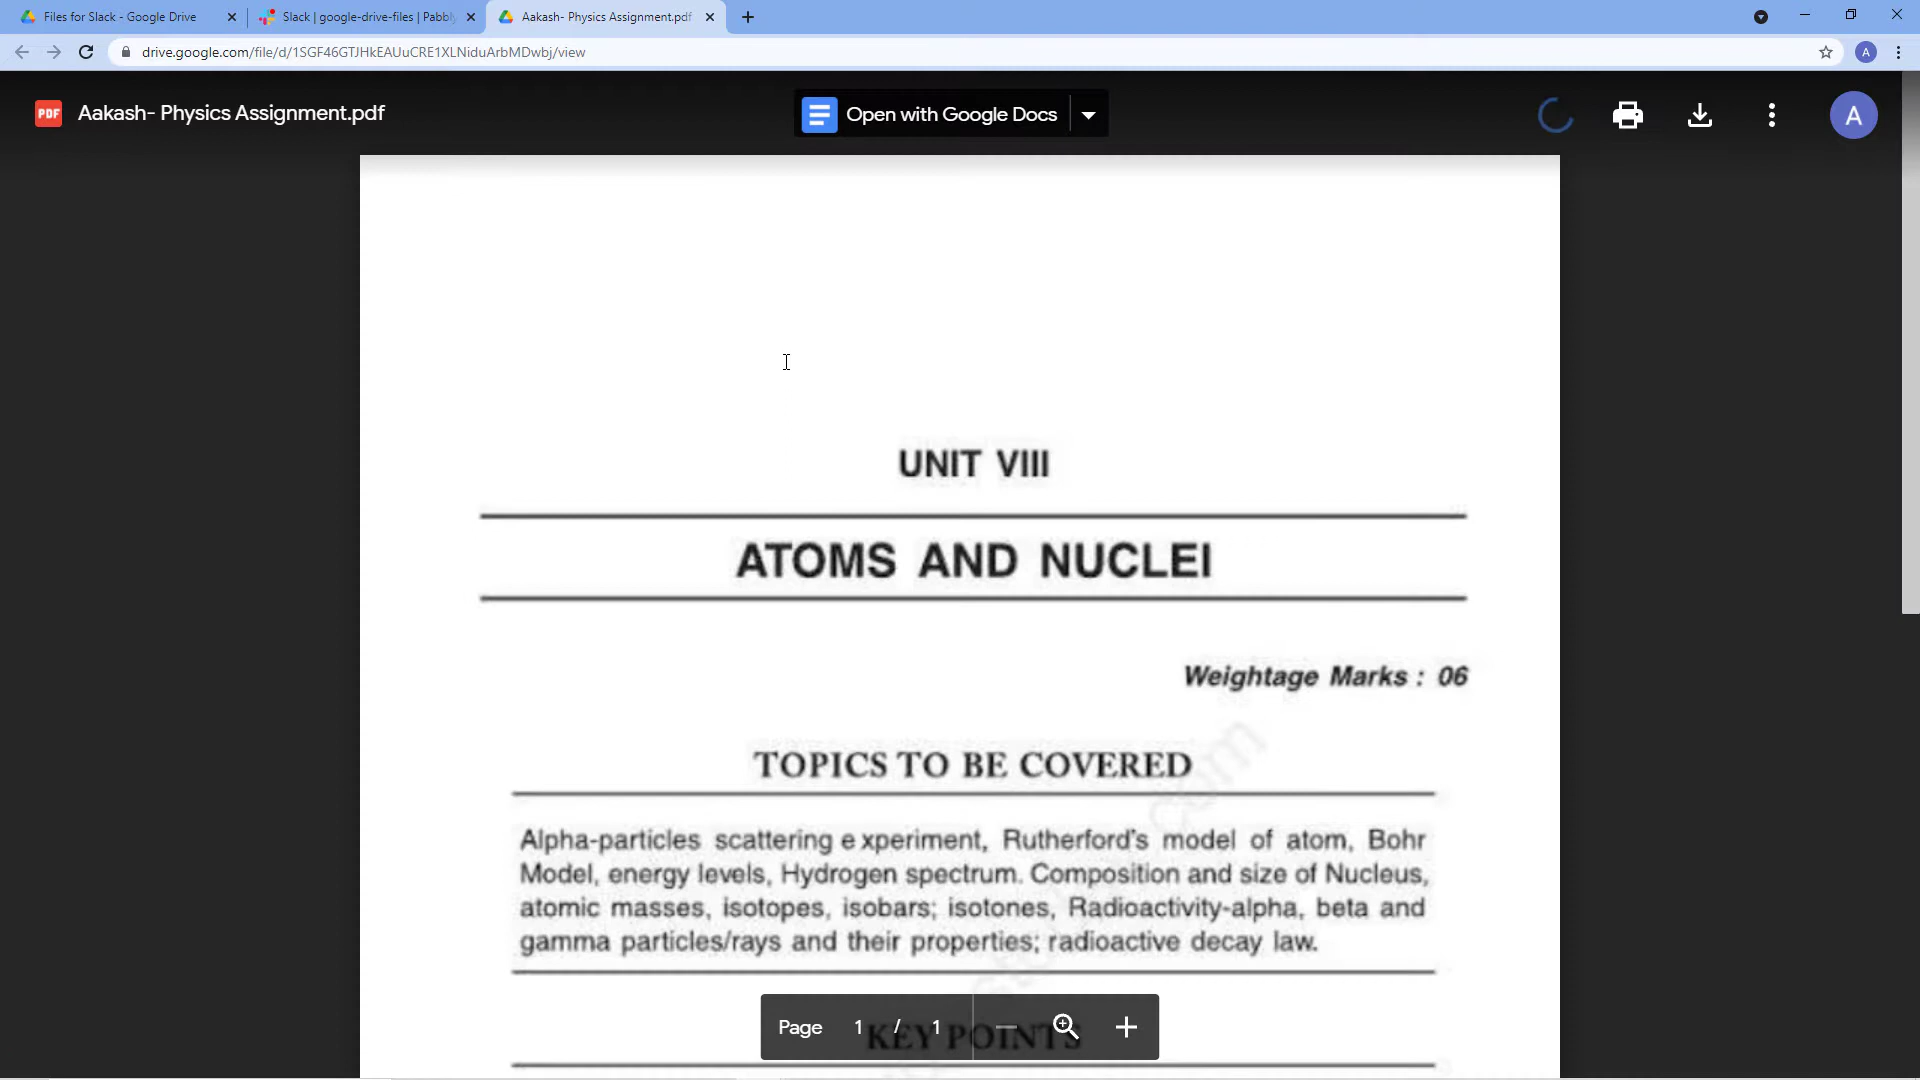 Files for Slack - Google Drive
Slack | google-drive-files | Pabbly
Aakash- Physics Assignment.pdf
drive.google.com/file/d/1SGF46GTJHkEAUuCRE1XLNiduArbMDwbj/view
A
PDF
Aakash- Physics Assignment.pdf
Open with Google Docs
A
UNIT VIII
ATOMS AND NUCLEI
Weightage Marks : 06
TOPICS TO BE COVERED
Alpha-particles scattering e xperiment, Rutherford's model of atom, Bohr
Model, energy levels, Hydrogen spectrum. Composition and size of Nucleus,
atomic masses, isotopes, isobars; isotones, Radioactivity-alpha, beta and
gamma particles/rays and their properties; radioactive decay law.
KEY POINTS
Page 1 / 1